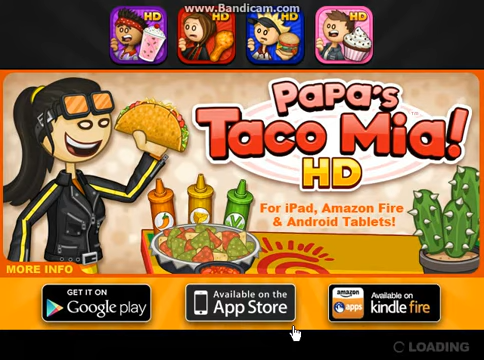 www.Bandicam.com
HD HD HD HD
Papa's
Taco Mia!
HD
For iPad, Amazon Fire
& Android Tablets!
MORE INFO
GET IT ON
Google play
Available on the
App Store
amazon
apps
Available on
kindle fire
LOADING